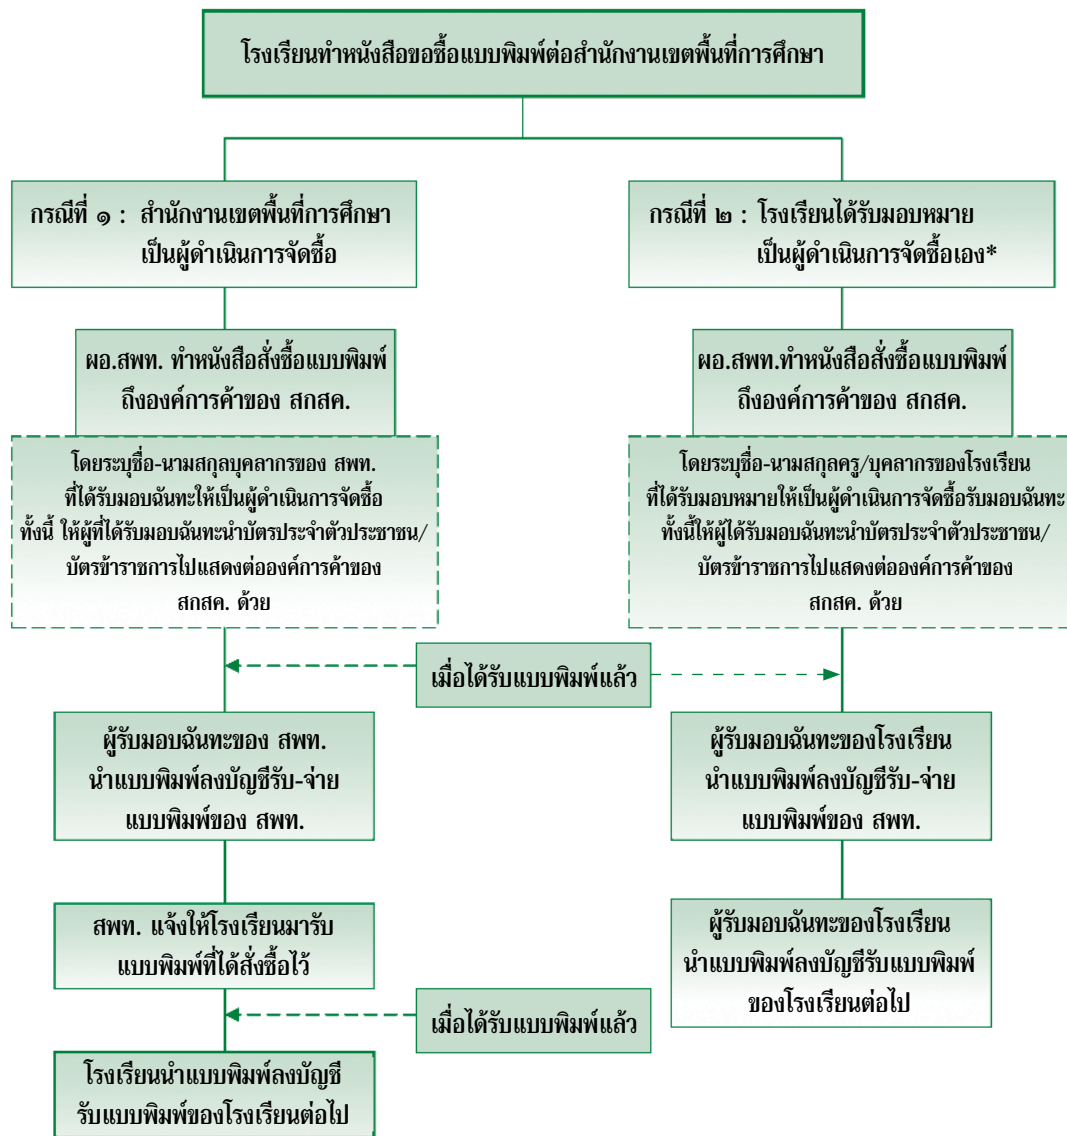 โรงเรียนทำหนังสือขอซื้อแบบพิมพ์ต่อสำนักงานเขตพื้นที่การศึกษา
กรณีที่ ๑ : สำนักงานเขตพื้นที่การศึกษา
เป็นผู้ดำเนินการจัดซื้อ
ผอ.สพท. ทำหนังสือสั่งซื้อแบบพิมพ์
ถึงองค์การค้าของ สกสค.
โดยระบุชื่อ-นามสกุลบุคลากรของ สพท.
ที่ได้รับมอบฉันทะให้เป็นผู้ดำเนินการจัดซื้อ
ทั้งนี้ ให้ผู้ที่ได้รับมอบฉันทะนำบัตรประจำตัวประชาชน/
บัตรข้าราชการไปแสดงต่อองค์การค้าของ
สกสค. ด้วย
กรณีที่ ๒ : โรงเรียนได้รับมอบหมาย
เป็นผู้ดำเนินการจัดซื้อเอง*
ผอ.สพท.ทำหนังสือสั่งซื้อแบบพิมพ์
ถึงองค์การค้าของ สกสค.
โดยระบุชื่อ-นามสกุลครู/บุคลากรของโรงเรียน
ที่ได้รับมอบหมายให้เป็นผู้ดำเนินการจัดซื้อรับมอบฉันทะ
ทั้งนี้ให้ผู้ได้รับมอบฉันทะนำบัตรประจำตัวประชาชน/
บัตรข้าราชการไปแสดงต่อองค์การค้าของ
สกสค. ด้วย
เมื่อได้รับแบบพิมพ์แล้ว
ผู้รับมอบฉันทะของ สพท.
นำแบบพิมพ์ลงบัญชีรับ-จ่าย
แบบพิมพ์ของ สพท.
สพท. แจ้งให้โรงเรียนมารับ
แบบพิมพ์ที่ได้สั่งซื้อไว้
เมื่อได้รับแบบพิมพ์แล้ว
โรงเรียนนำแบบพิมพ์ลงบัญชี
รับแบบพิมพ์ของโรงเรียนต่อไป
ผู้รับมอบฉันทะของโรงเรียน
นำแบบพิมพ์ลงบัญชีรับ-จ่าย
แบบพิมพ์ของ สพท.
ผู้รับมอบฉันทะของโรงเรียน
นำแบบพิมพ์ลงบัญชีรับแบบพิมพ์
ของโรงเรียนต่อไป